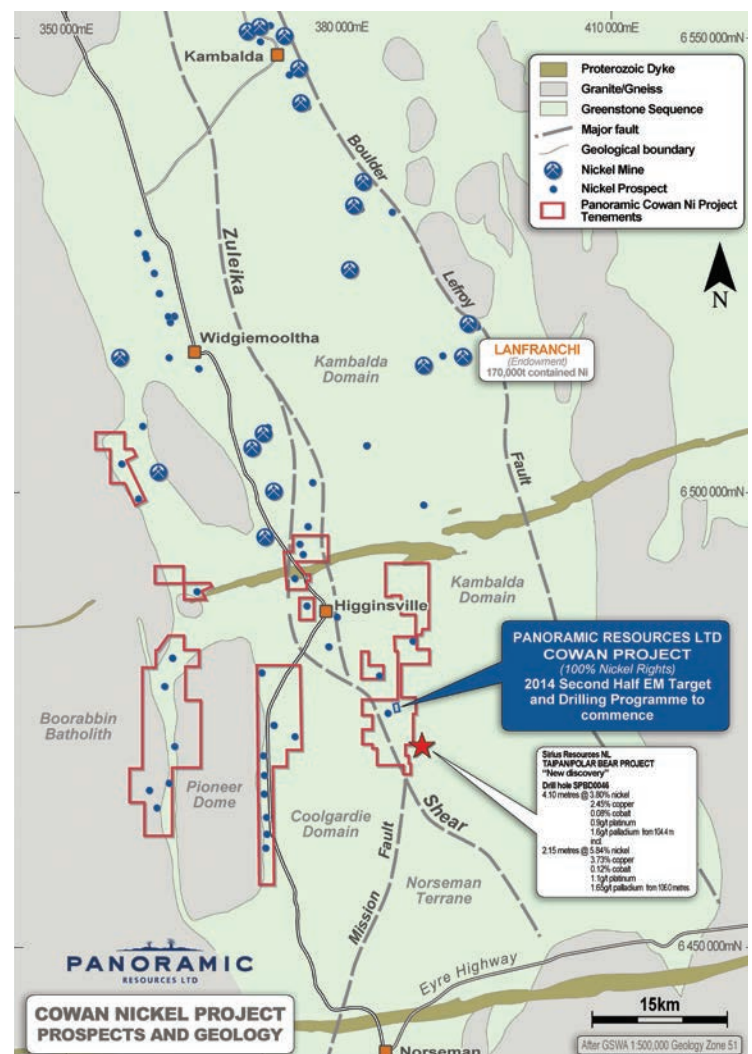 350 000mE
380 000mE
410 000mE
6 550 000mN
Kambalda
Proterozoic Dyke
Granite/Gneiss
Greenstone Sequence
Major fault
Geological boundary
Nickel Mine
Nickel Prospect
Panoramic Cowan Ni Project
Tenements
N
Boulder
Zuleika
Lefroy
Widgiemooltha
LANFRANCHI
(Endowment)
170,000t contained Ni
Kambalda
Domain
Fault
6 500 000mN
Kambalda
Domain
Higginsville
PANORAMIC RESOURCES LTD
COWAN PROJECT
(100% Nickel Rights)
2014 Second Half EM Target
and Drilling Programme to
commence
Boorabbin
Batholith
Pioneer
Dome
Coolgardie
Domain
Sirius Resources NL
TAIPAN/POLAR BEAR PROJECT
"New discovery"
Drill hole SPBD0046
4.10 metres @ 3.80% nickel
2.45% copper
0.08% cobalt
0.9g/t platinum
1.6g/t palladium from 104.4 m
incl.
2.15 metres @ 5.84% nickel
3.73% copper
0.12% cobalt
1.1g/t platinum
1.65g/t palladium from 106.0 metres
Shear
Fault
Mission
Norseman
Terrane
6 450 000mN
Eyre Highway
PANORAMIC
RESOURCES LTD
COWAN NICKEL PROJECT
PROSPECTS AND GEOLOGY
15km
After GSWA 1:500,000 Geology Zone 51
Norseman